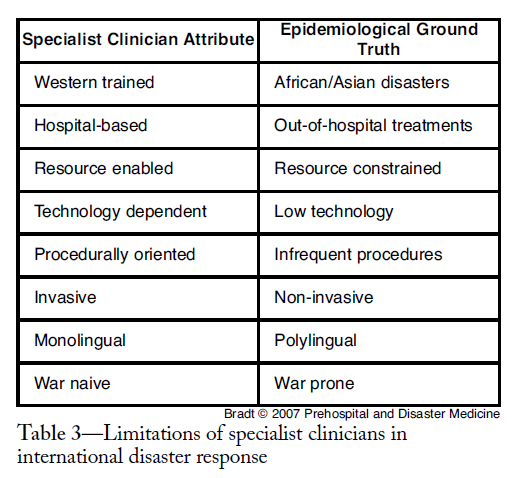 Specialist Clinician Attribute
Epidemiological Ground
Truth
Western trained
African/Asian disasters
Hospital-based
Out-of-hospital treatments
Resource enabled
Resource constrained
Technology dependent
Low technology
Procedurally oriented
Infrequent procedures
Invasive
Non-invasive
Monolingual
Polylingual
War naive
War prone
Bradt © 2007 Prehospital and Disaster Medicine
Table 3—Limitations of specialist clinicians in
international disaster response